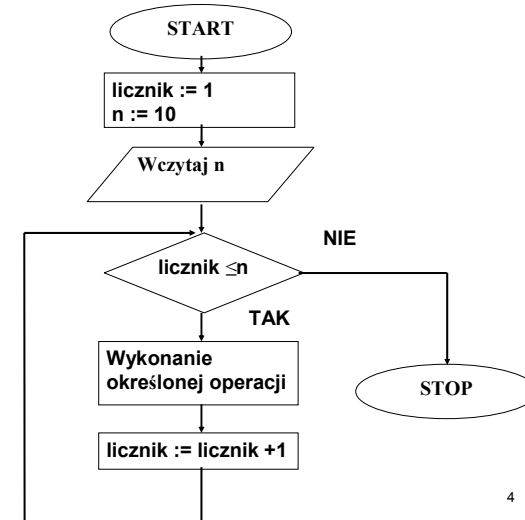 START
licznik := 1
n := 10
Wczytaj n
licznik ≤n
NIE
TAK
Wykonanie
określonej operacji
STOP
licznik := licznik +1
4